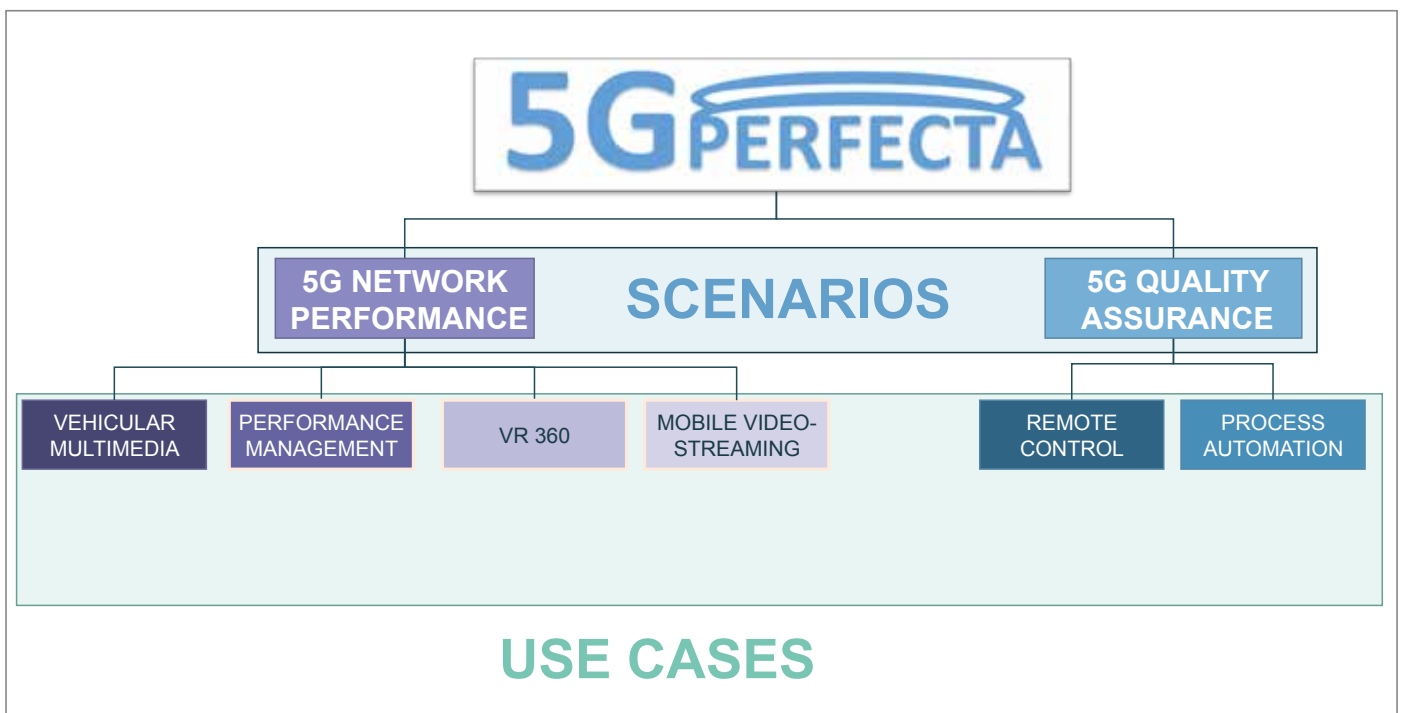 5G PERFECTA
5G NETWORK
PERFORMANCE
SCENARIOS
5G QUALITY
ASSURANCE
VEHICULAR
MULTIMEDIA
PERFORMANCE
MANAGEMENT
VR 360
MOBILE VIDEO-
STREAMING
REMOTE
CONTROL
PROCESS
AUTOMATION
USE CASES